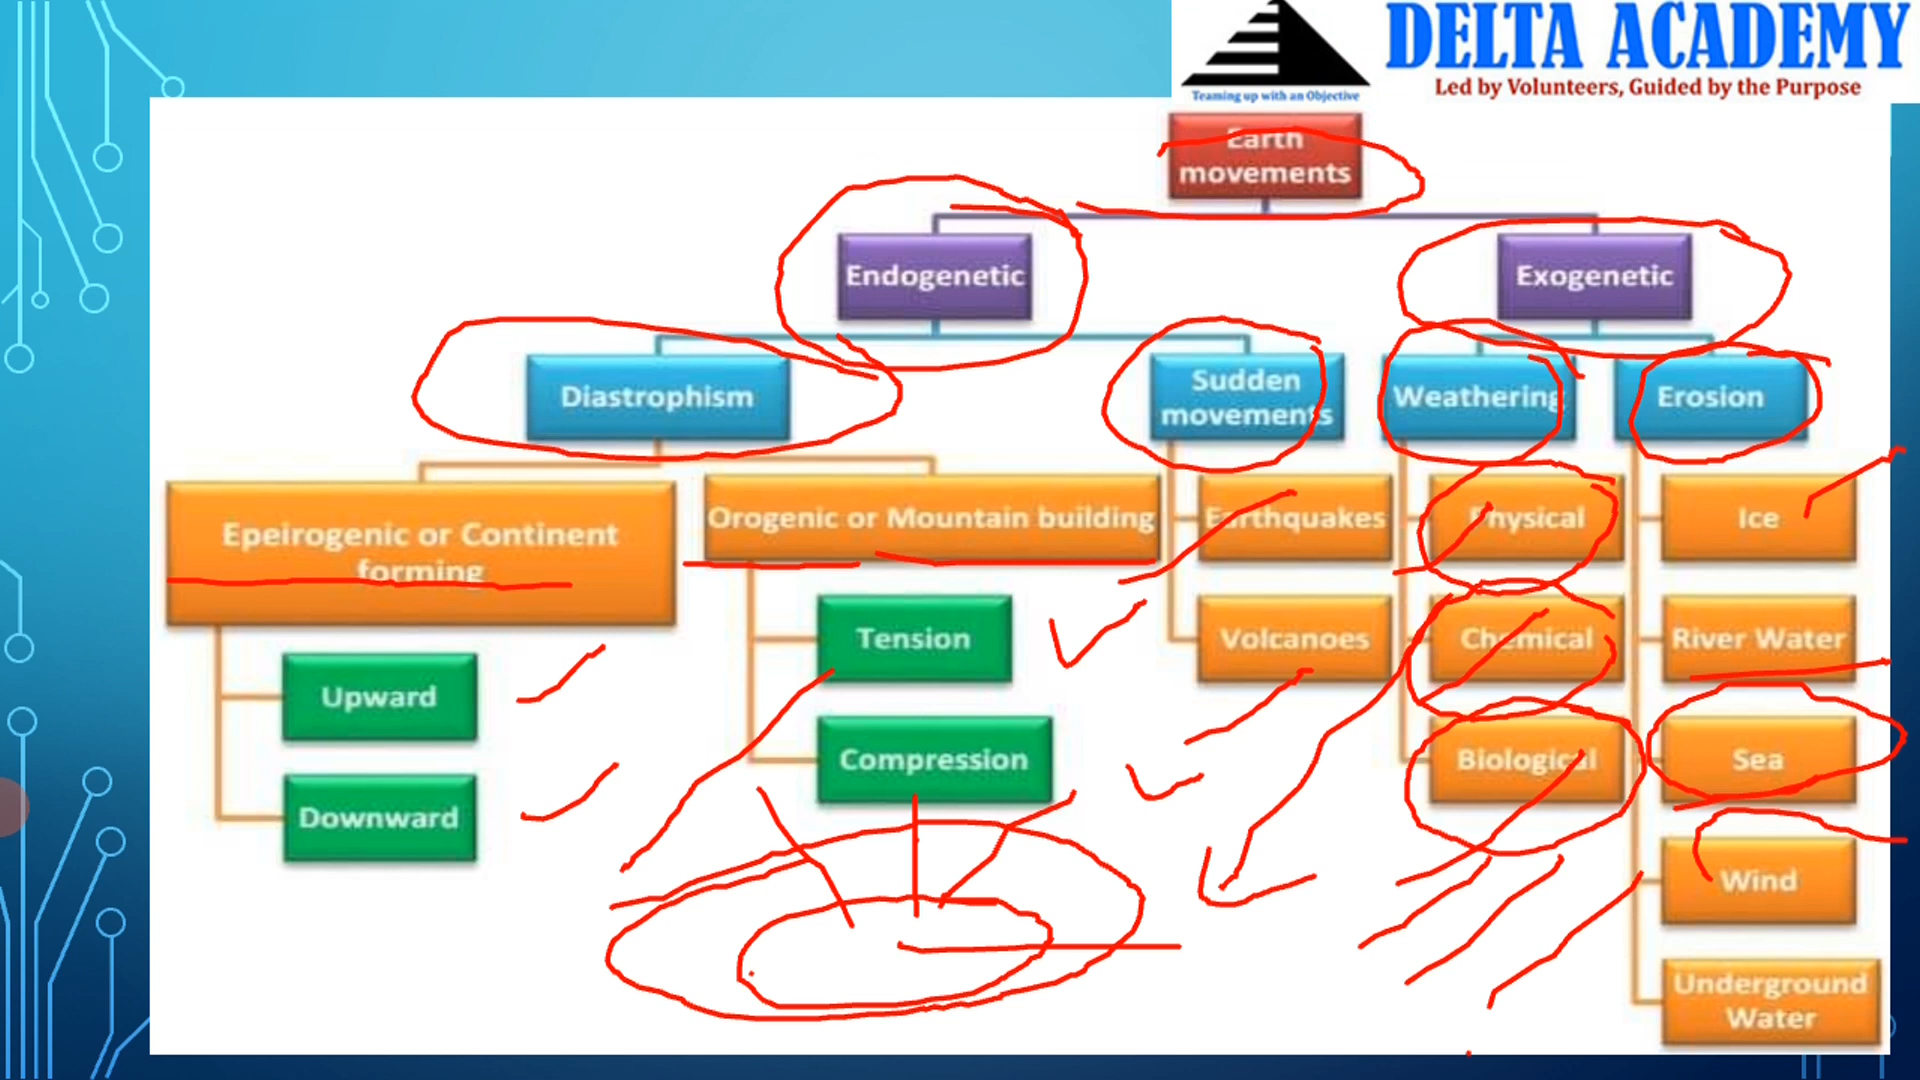 DELTA ACADEMY
Led by Volunteers, Guided by the Purpose
Teaming up with an Objective
Earth
movements
Endogenetic
Exogenetic
Diastrophism
Sudden
movements
Weathering
Erosion
Epeirogenic or Continent
forming
Orogenic or Mountain building
Earthquakes
Physical
Ice
Tension
Volcanoes
Chemical
River Water
Upward
Compression
Biological
Sea
Downward
Wind
Underground
Water